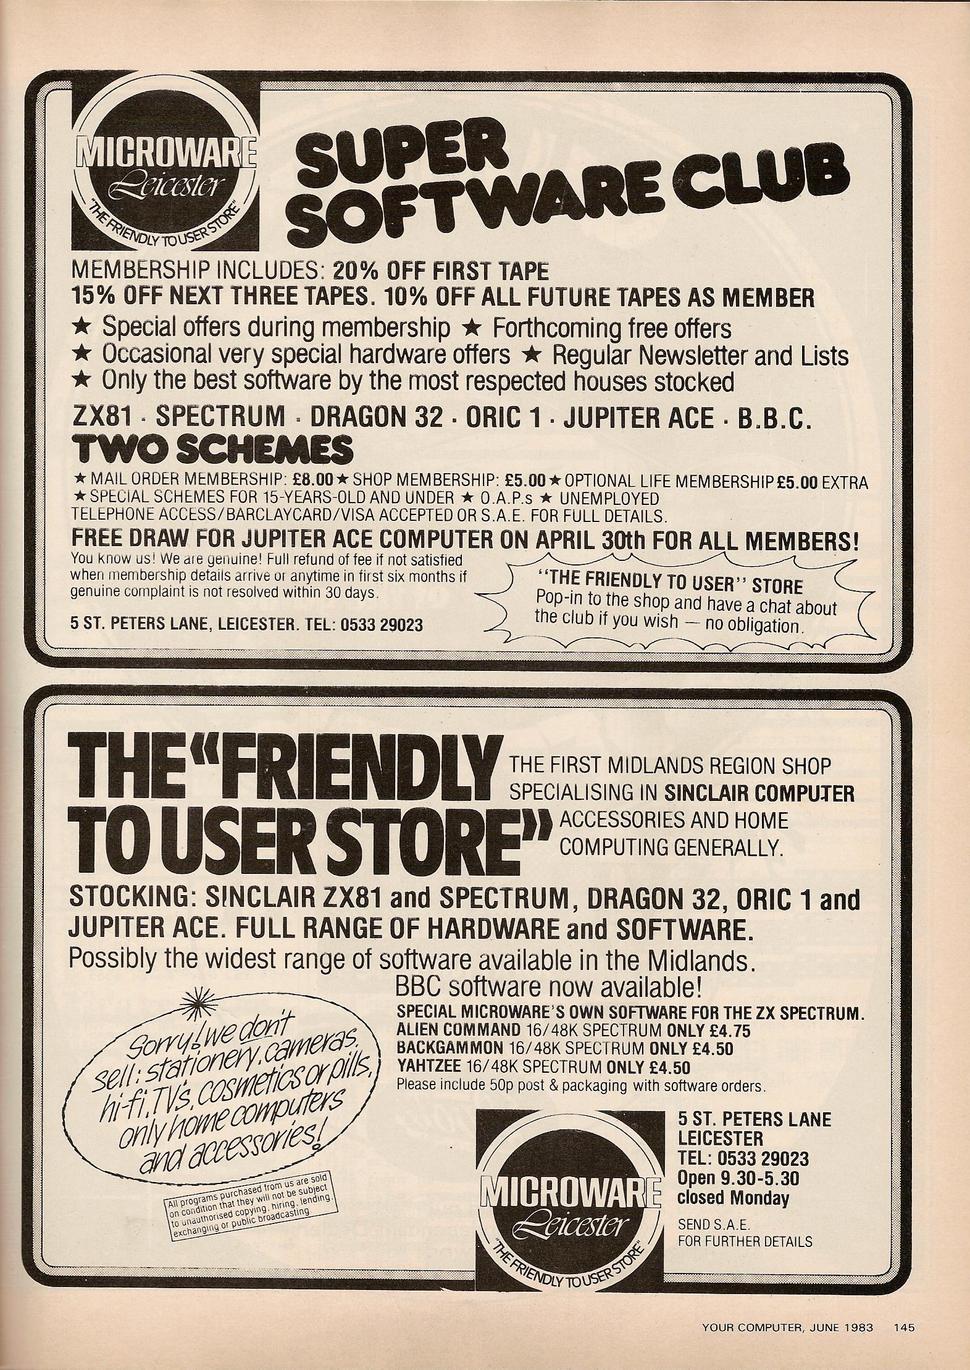 MICROWARE
Leicester
"THE FRIENDLY TO USER STORE"
SUPER
SOFTWARE CLUB
MEMBERSHIP INCLUDES: 20% OFF FIRST TAPE
15% OFF NEXT THREE TAPES. 10% OFF ALL FUTURE TAPES AS MEMBER
★ Special offers during membership ★ Forthcoming free offers
★ Occasional very special hardware offers ★ Regular Newsletter and Lists
★ Only the best software by the most respected houses stocked
ZX81 · SPECTRUM · DRAGON 32 · ORIC 1 · JUPITER ACE · B.B.C.
TWO SCHEMES
★ MAIL ORDER MEMBERSHIP: £8.00 ★ SHOP MEMBERSHIP: £5.00 ★ OPTIONAL LIFE MEMBERSHIP £5.00 EXTRA
★ SPECIAL SCHEMES FOR 15-YEARS-OLD AND UNDER ★ O.A.P.s ★ UNEMPLOYED
TELEPHONE ACCESS/BARCLAYCARD/VISA ACCEPTED OR S.A.E. FOR FULL DETAILS.
FREE DRAW FOR JUPITER ACE COMPUTER ON APRIL 30th FOR ALL MEMBERS!
You know us! We are genuine! Full refund of fee if not satisfied
when membership details arrive or anytime in first six months if
genuine complaint is not resolved within 30 days.
5 ST. PETERS LANE, LEICESTER. TEL: 0533 29023
"THE FRIENDLY TO USER" STORE
Pop-in to the shop and have a chat about
the club if you wish — no obligation.
THE "FRIENDLY
TO USER STORE"
THE FIRST MIDLANDS REGION SHOP
SPECIALISING IN SINCLAIR COMPUTER
ACCESSORIES AND HOME
COMPUTING GENERALLY.
STOCKING: SINCLAIR ZX81 and SPECTRUM, DRAGON 32, ORIC 1 and
JUPITER ACE. FULL RANGE OF HARDWARE and SOFTWARE.
Possibly the widest range of software available in the Midlands.
BBC software now available!
SPECIAL MICROWARE'S OWN SOFTWARE FOR THE ZX SPECTRUM.
ALIEN COMMAND 16/48K SPECTRUM ONLY £4.75
BACKGAMMON 16/48K SPECTRUM ONLY £4.50
YAHTZEE 16/48K SPECTRUM ONLY £4.50
Please include 50p post & packaging with software orders.
Sorry! we don't
sell: stationery, cameras,
hi-fi, TV's, cosmetics or pills,
only home computers
and accessories!
All programs purchased from us are sold
on condition that they will not be subject
to unauthorised copying, hiring, lending,
exchanging or public broadcasting
MICROWARE
Leicester
"THE FRIENDLY TO USER STORE"
5 ST. PETERS LANE
LEICESTER
TEL: 0533 29023
Open 9.30-5.30
closed Monday
SEND S.A.E.
FOR FURTHER DETAILS
YOUR COMPUTER, JUNE 1983 145